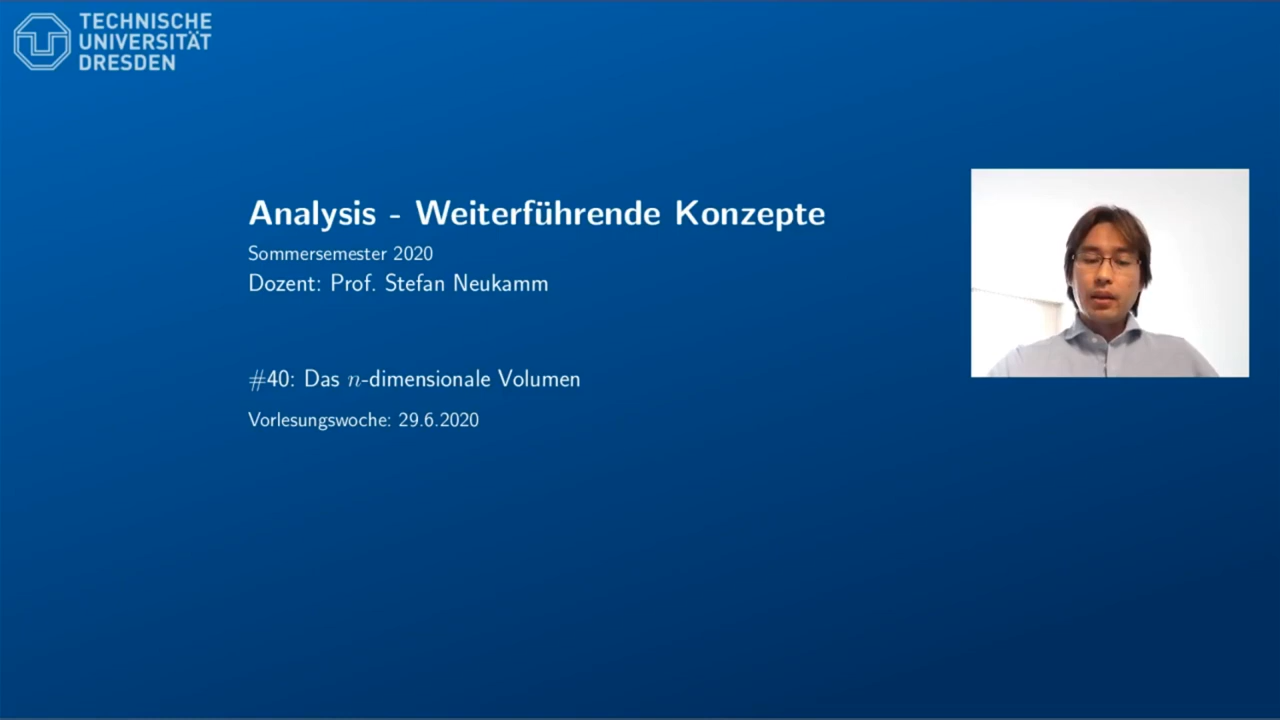 TECHNISCHE
UNIVERSITÄT
DRESDEN
Analysis - Weiterführende Konzepte
Sommersemester 2020
Dozent: Prof. Stefan Neukamm
#40: Das n-dimensionale Volumen
Vorlesungswoche: 29.6.2020